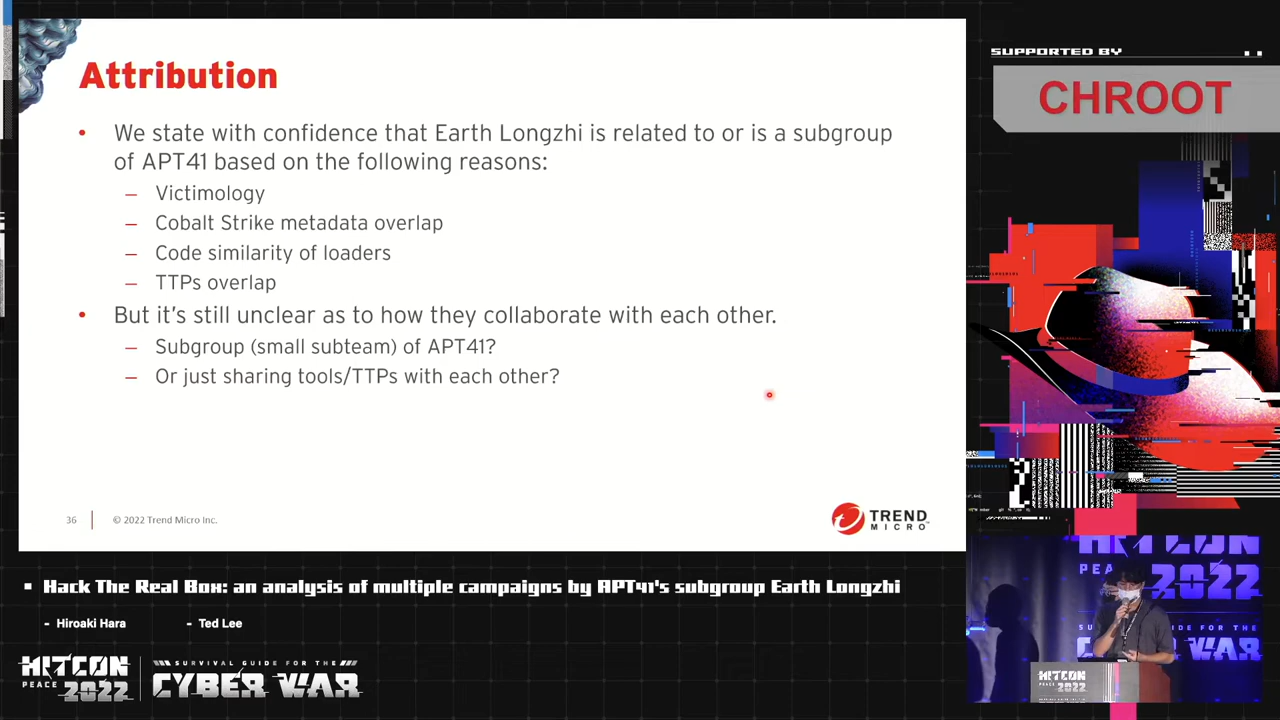 Attribution
• We state with confidence that Earth Longzhi is related to or is a subgroup
of APT41 based on the following reasons:
– Victimology
– Cobalt Strike metadata overlap
– Code similarity of loaders
– TTPs overlap
• But it's still unclear as to how they collaborate with each other.
– Subgroup (small subteam) of APT41?
– Or just sharing tools/TTPs with each other?
36
© 2022 Trend Micro Inc.
TREND
MICRO
SUPPORTED BY
CHROOT
Hack The Real Box: an analysis of multiple campaigns by APT41's subgroup Earth Longzhi
- Hiroaki Hara
- Ted Lee
HITCON
PEACE 2022
SURVIVAL GUIDE FOR THE
CYBER WAR
2022
HITCON
PEACE
2022